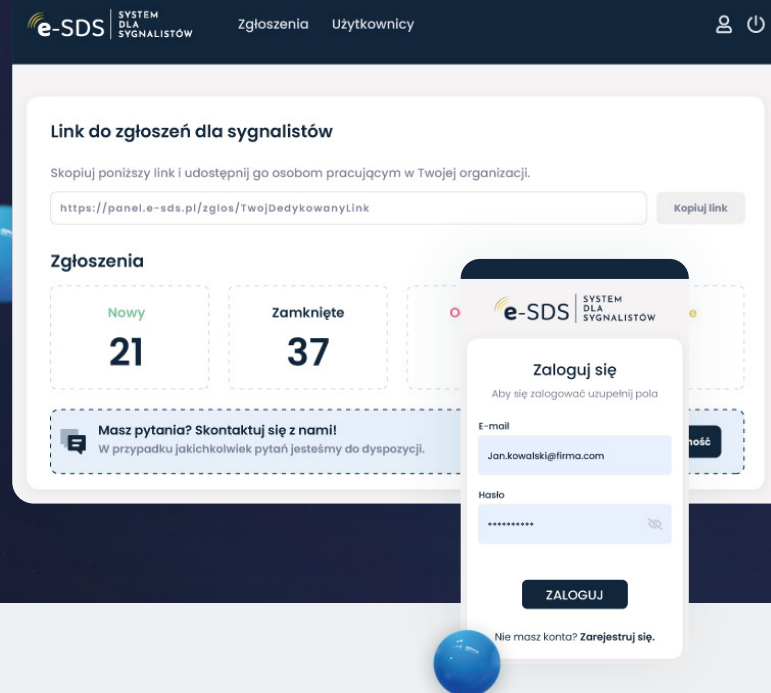 e-SDS SYSTEM DLA SYGNALISTÓW
Zgłoszenia Użytkownicy
Link do zgłoszeń dla sygnalistów
Skopiuj poniższy link i udostępnij go osobom pracującym w Twojej organizacji.
https://panel.e-sds.pl/zglos/TwojDedykowanyLink
Kopiuj link
Zgłoszenia
Nowy
21
Zamknięte
37
Masz pytania? Skontaktuj się z nami!
W przypadku jakichkolwiek pytań jesteśmy do dyspozycji.
e-SDS SYSTEM DLA SYGNALISTÓW
Zaloguj się
Aby się zalogować uzupełnij pola
E-mail
Jan.kowalski@firma.com
Hasło
••••••••••
ZALOGUJ
Nie masz konta? Zarejestruj się.